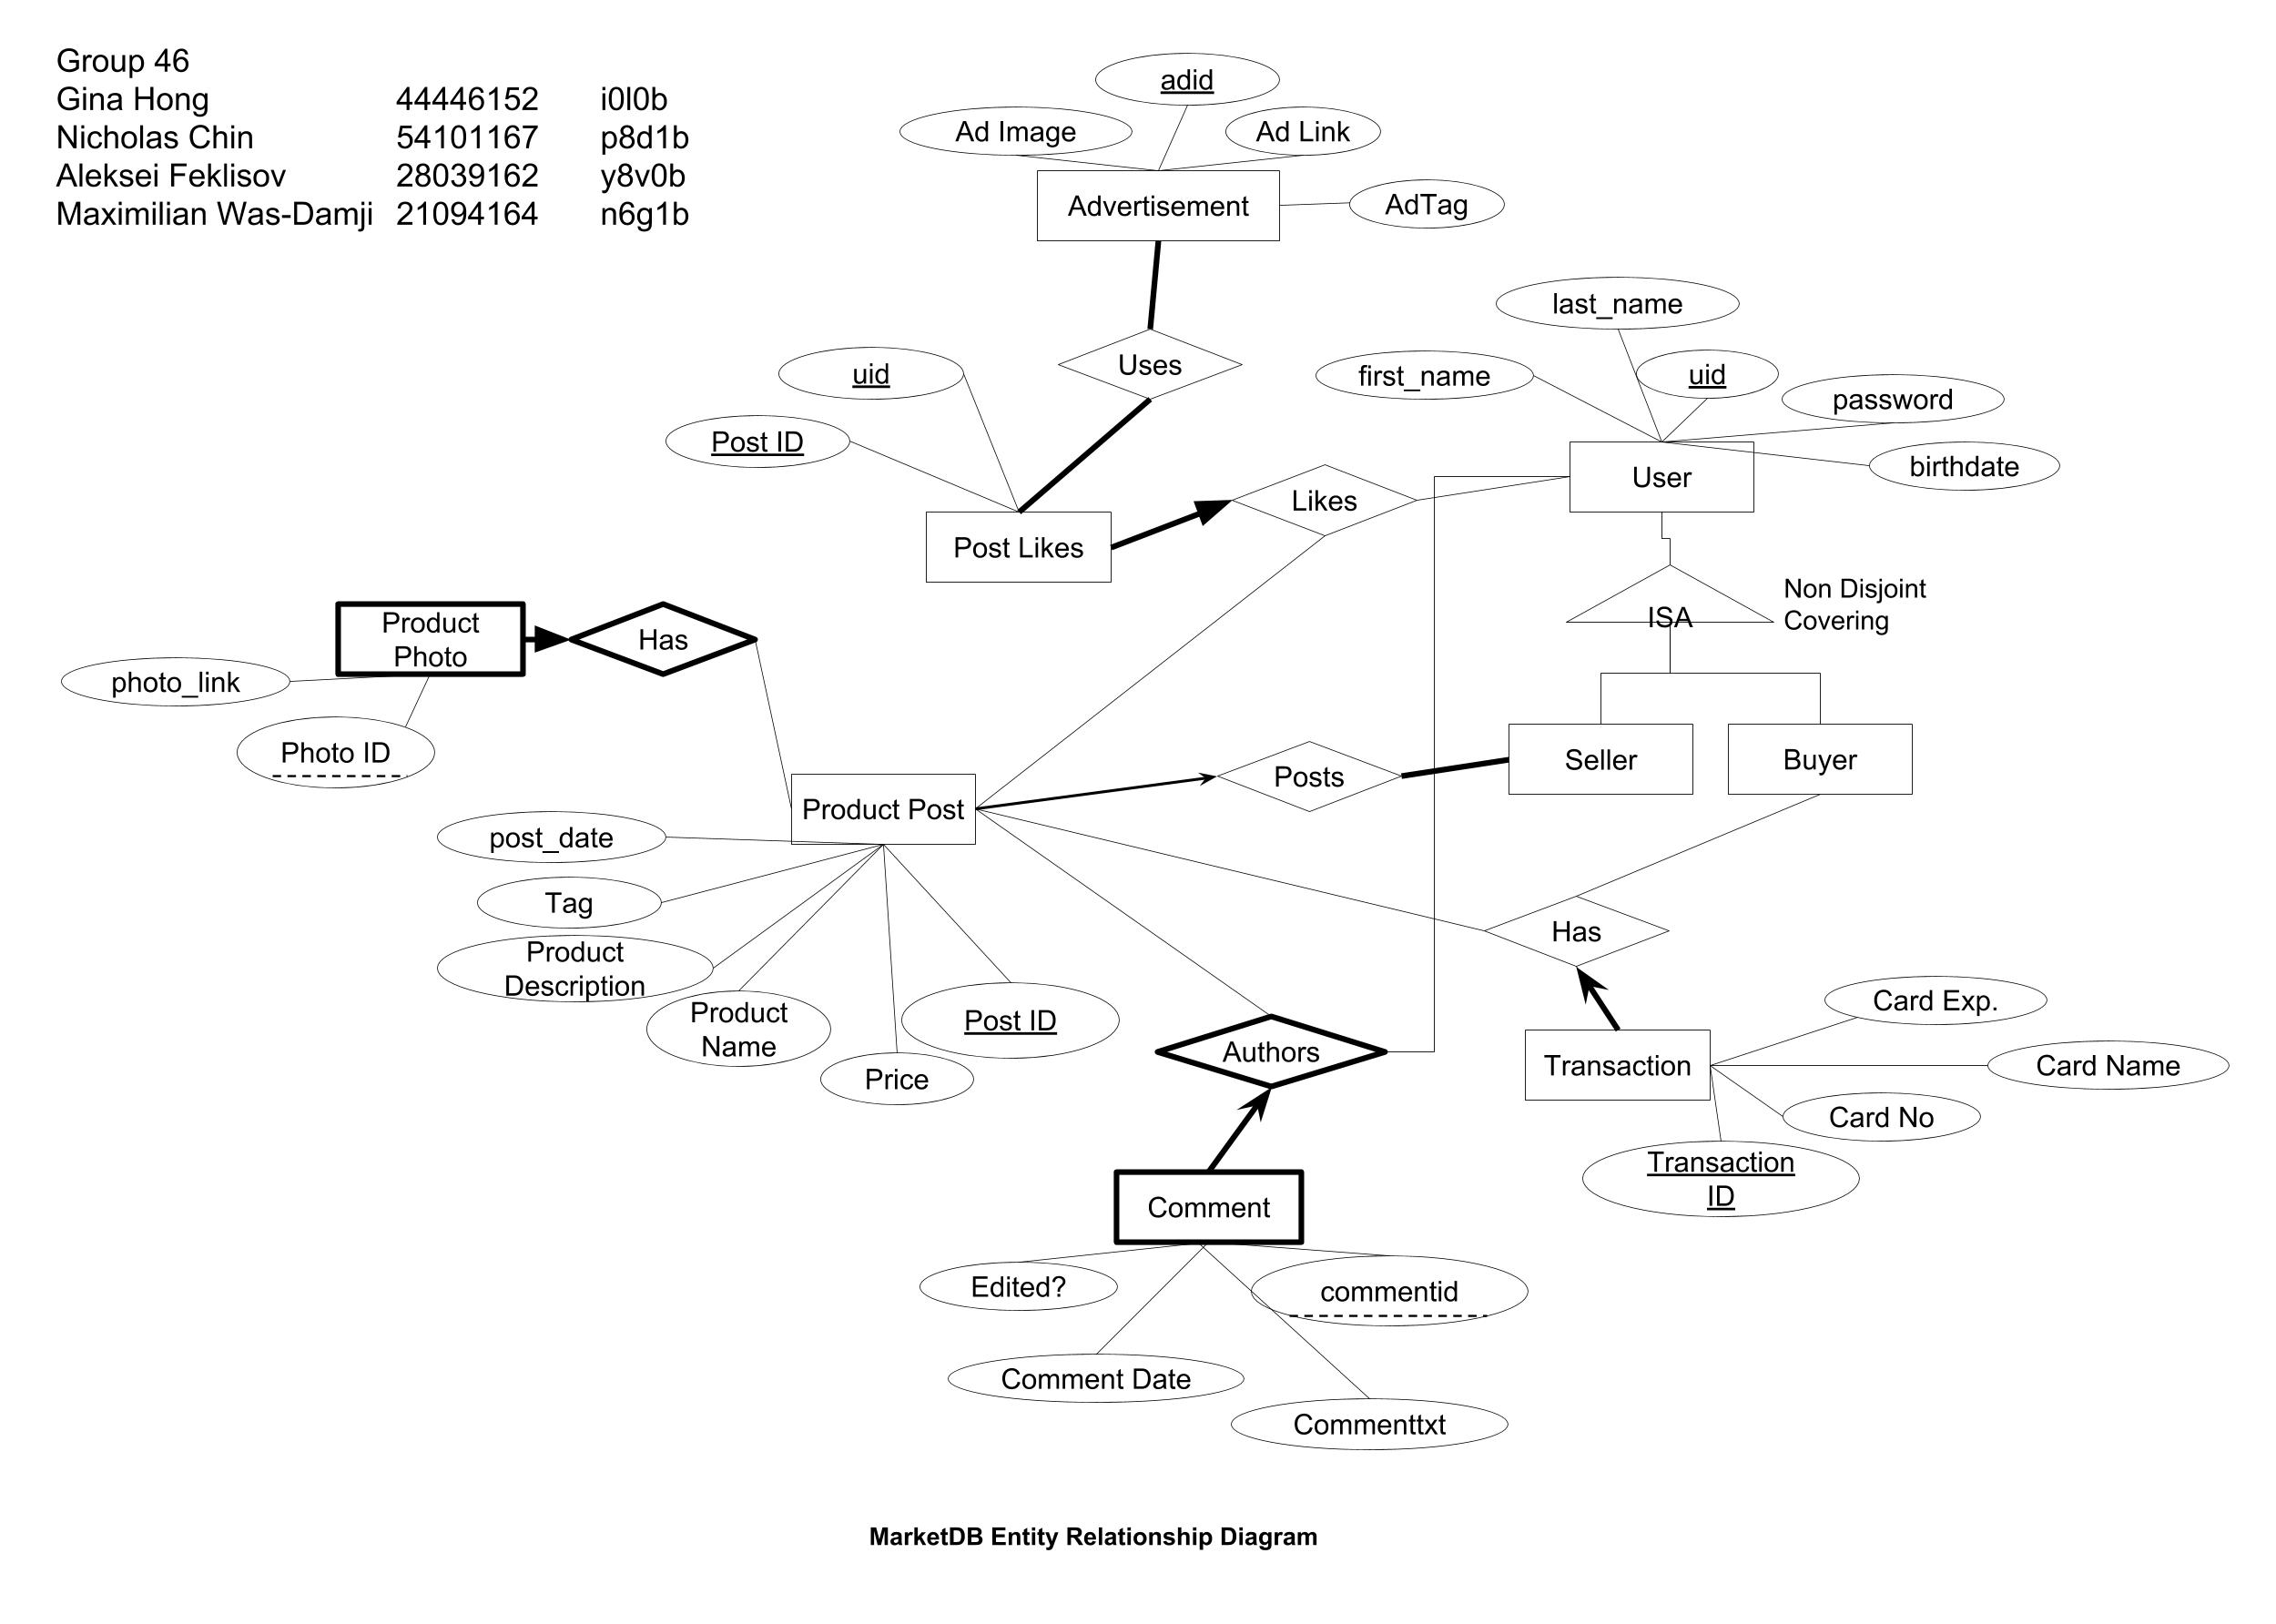 Group 46
Gina Hong 44446152 i0l0b
Nicholas Chin 54101167 p8d1b
Aleksei Feklisov 28039162 y8v0b
Maximilian Was-Damji 21094164 n6g1b
adid
Ad Image
Ad Link
Advertisement
AdTag
last_name
Uses
uid
first_name
uid
password
Post ID
birthdate
User
Likes
Post Likes
Non Disjoint
Covering
ISA
Product
Photo
Has
photo_link
Photo ID
Seller
Buyer
Posts
Product Post
post_date
Tag
Has
Product
Description
Product
Name
Post ID
Price
Card Exp.
Authors
Transaction
Card Name
Card No
Transaction
ID
Comment
Edited?
commentid
Comment Date
Commenttxt
MarketDB Entity Relationship Diagram